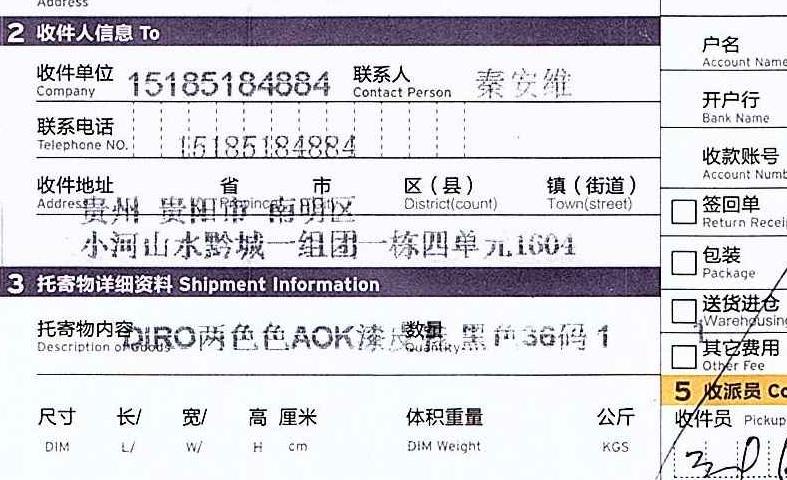 Address
2 收件人信息 To
收件单位 15185184884 联系人 秦安维
Company Contact Person
户名
Account Name
联系电话
Telephone NO. 15185184884
开户行
Bank Name
收款账号
收件地址 省 市 区（县） 镇（街道）
Address Province City District(count) Town(street)
贵州 贵阳市 南明区
小河山水黔城一组团一栋四单元1604
签回单
Return Recei
包装
Package
3 托寄物详细资料 Shipment Information
送货进仓
Warehousing
1
托寄物内容 DIRO两色色AOK漆皮 数量 黑色36码 1
Description of Goods Quantity
其它费用
Other Fee
5 收派员 Co
尺寸 长/ 宽/ 高 厘米 体积重量 公斤
DIM L/ W/ H cm DIM Weight KGS
收件员 Pickup